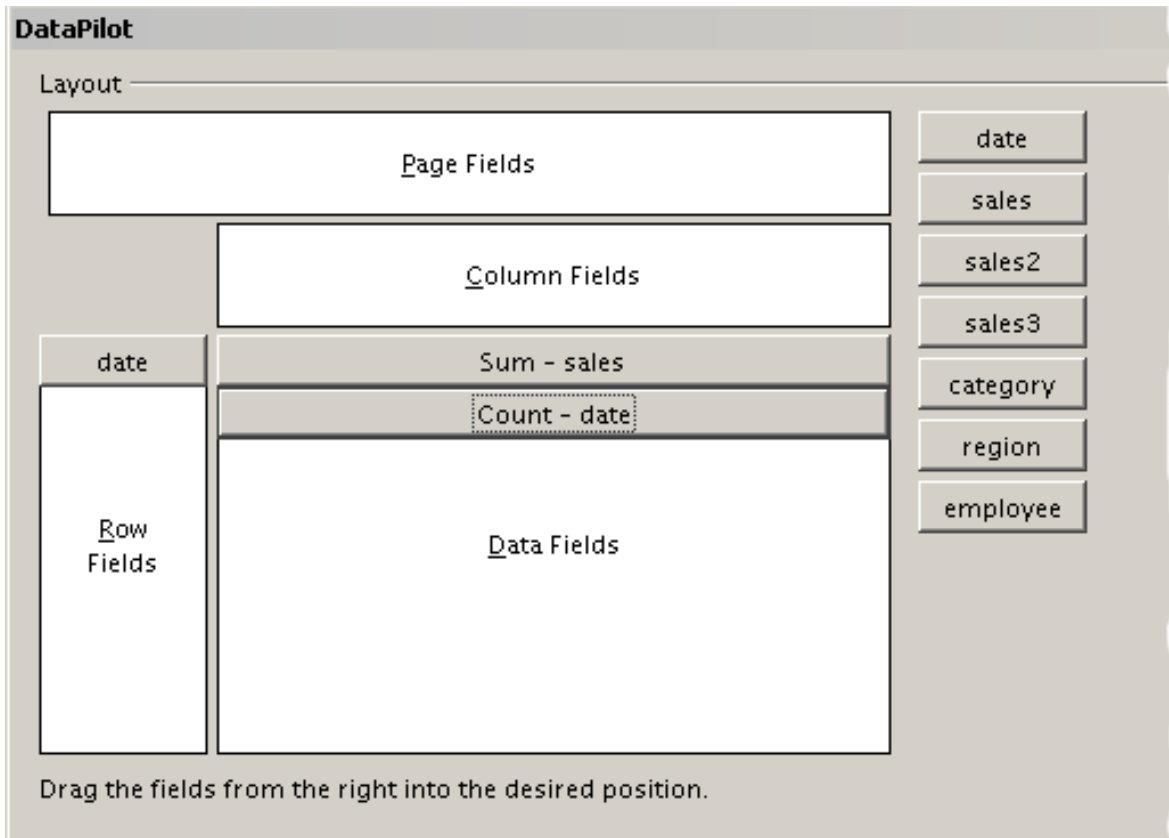 DataPilot
Layout
Page Fields
date
sales
Column Fields
sales2
sales3
date
Sum - sales
category
Count - date
region
employee
Row
Fields
Data Fields
Drag the fields from the right into the desired position.